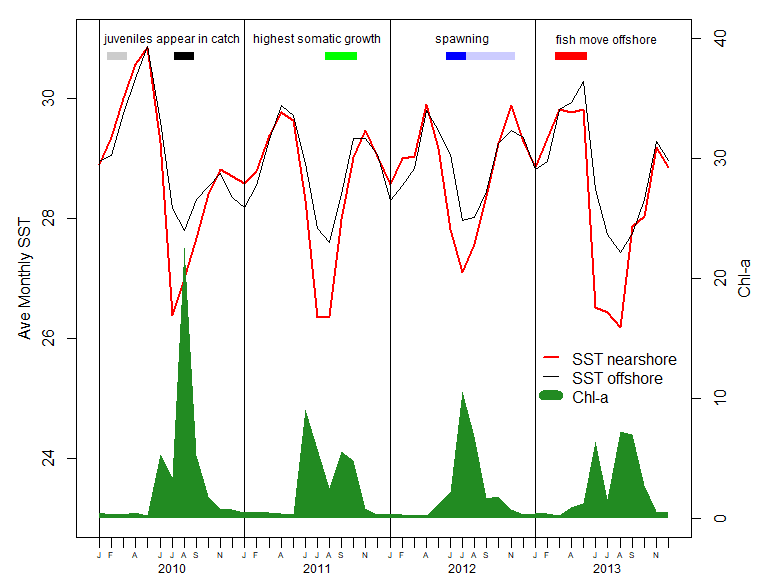 juveniles appear in catch highest somatic growth spawning fish move offshore
40
30
30
28
Ave Monthly SST
20
Chl-a
26
SST nearshore
SST offshore
Chl-a
10
24
0
J F A J J A S N J F A J J A S N J F A J J A S N J F A J J A S N
2010 2011 2012 2013